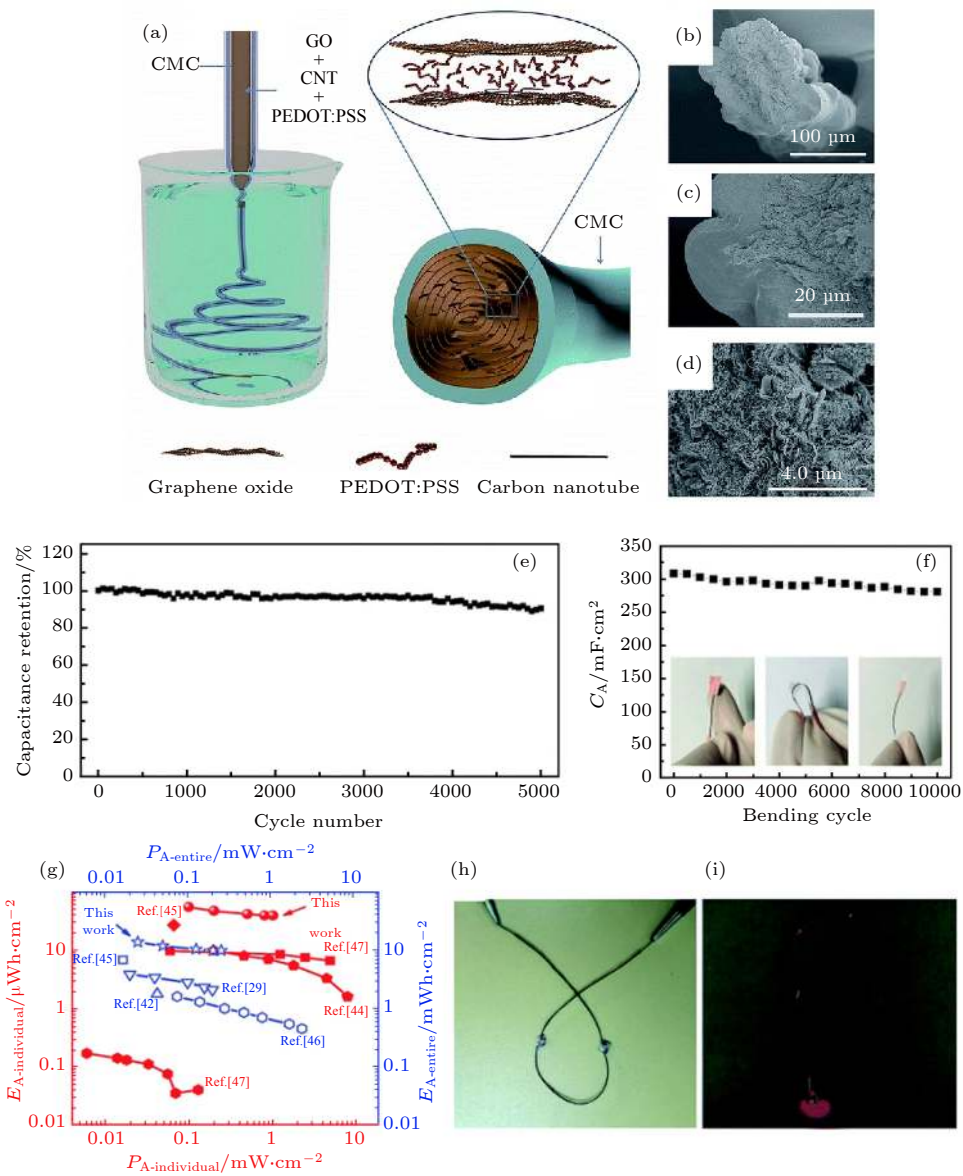 (a)
CMC
GO
+
CNT
+
PEDOT:PSS
CMC
Graphene oxide
PEDOT:PSS
Carbon nanotube
(b)
100 µm
(c)
20 µm
(d)
4.0 µm
(e)
Capacitance retention/%
120
100
80
60
40
20
0
0 1000 2000 3000 4000 5000
Cycle number
(f)
C_A/mF·cm²
350
300
250
200
150
100
50
0
0 2000 4000 6000 8000 10000
Bending cycle
(g)
P_A-entire/mW·cm⁻²
0.01 0.1 1 10
E_A-individual/µWh·cm⁻²
10
1
0.1
0.01
This
work
Ref.[45]
This
work
Ref.[47]
Ref.[45]
Ref.[29]
Ref.[42]
Ref.[44]
Ref.[46]
Ref.[47]
10
1
0.1
0.01
E_A-entire/mWh·cm⁻²
0.01 0.1 1 10
P_A-individual/mW·cm⁻²
(h)
(i)